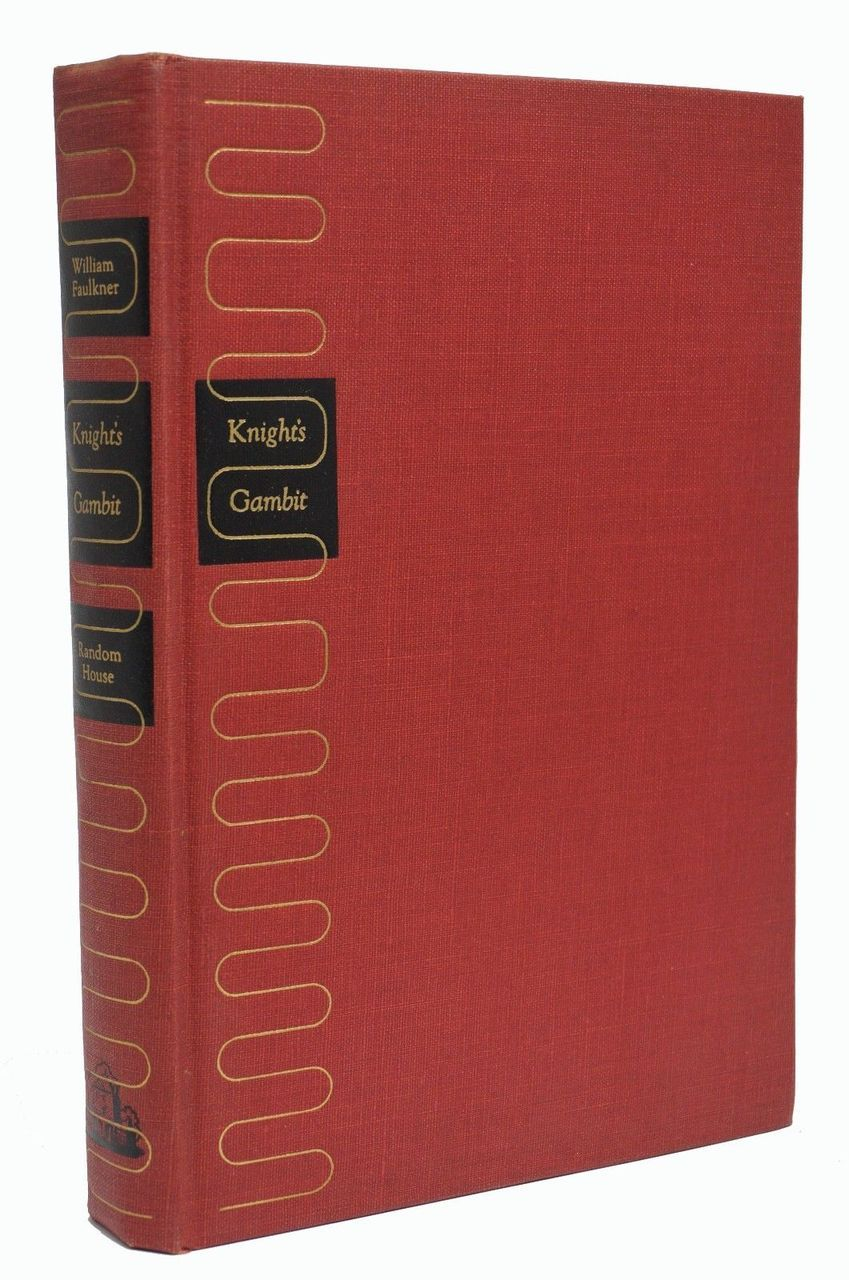 William
Faulkner
Knight's
Gambit
Random
House
Knight's
Gambit